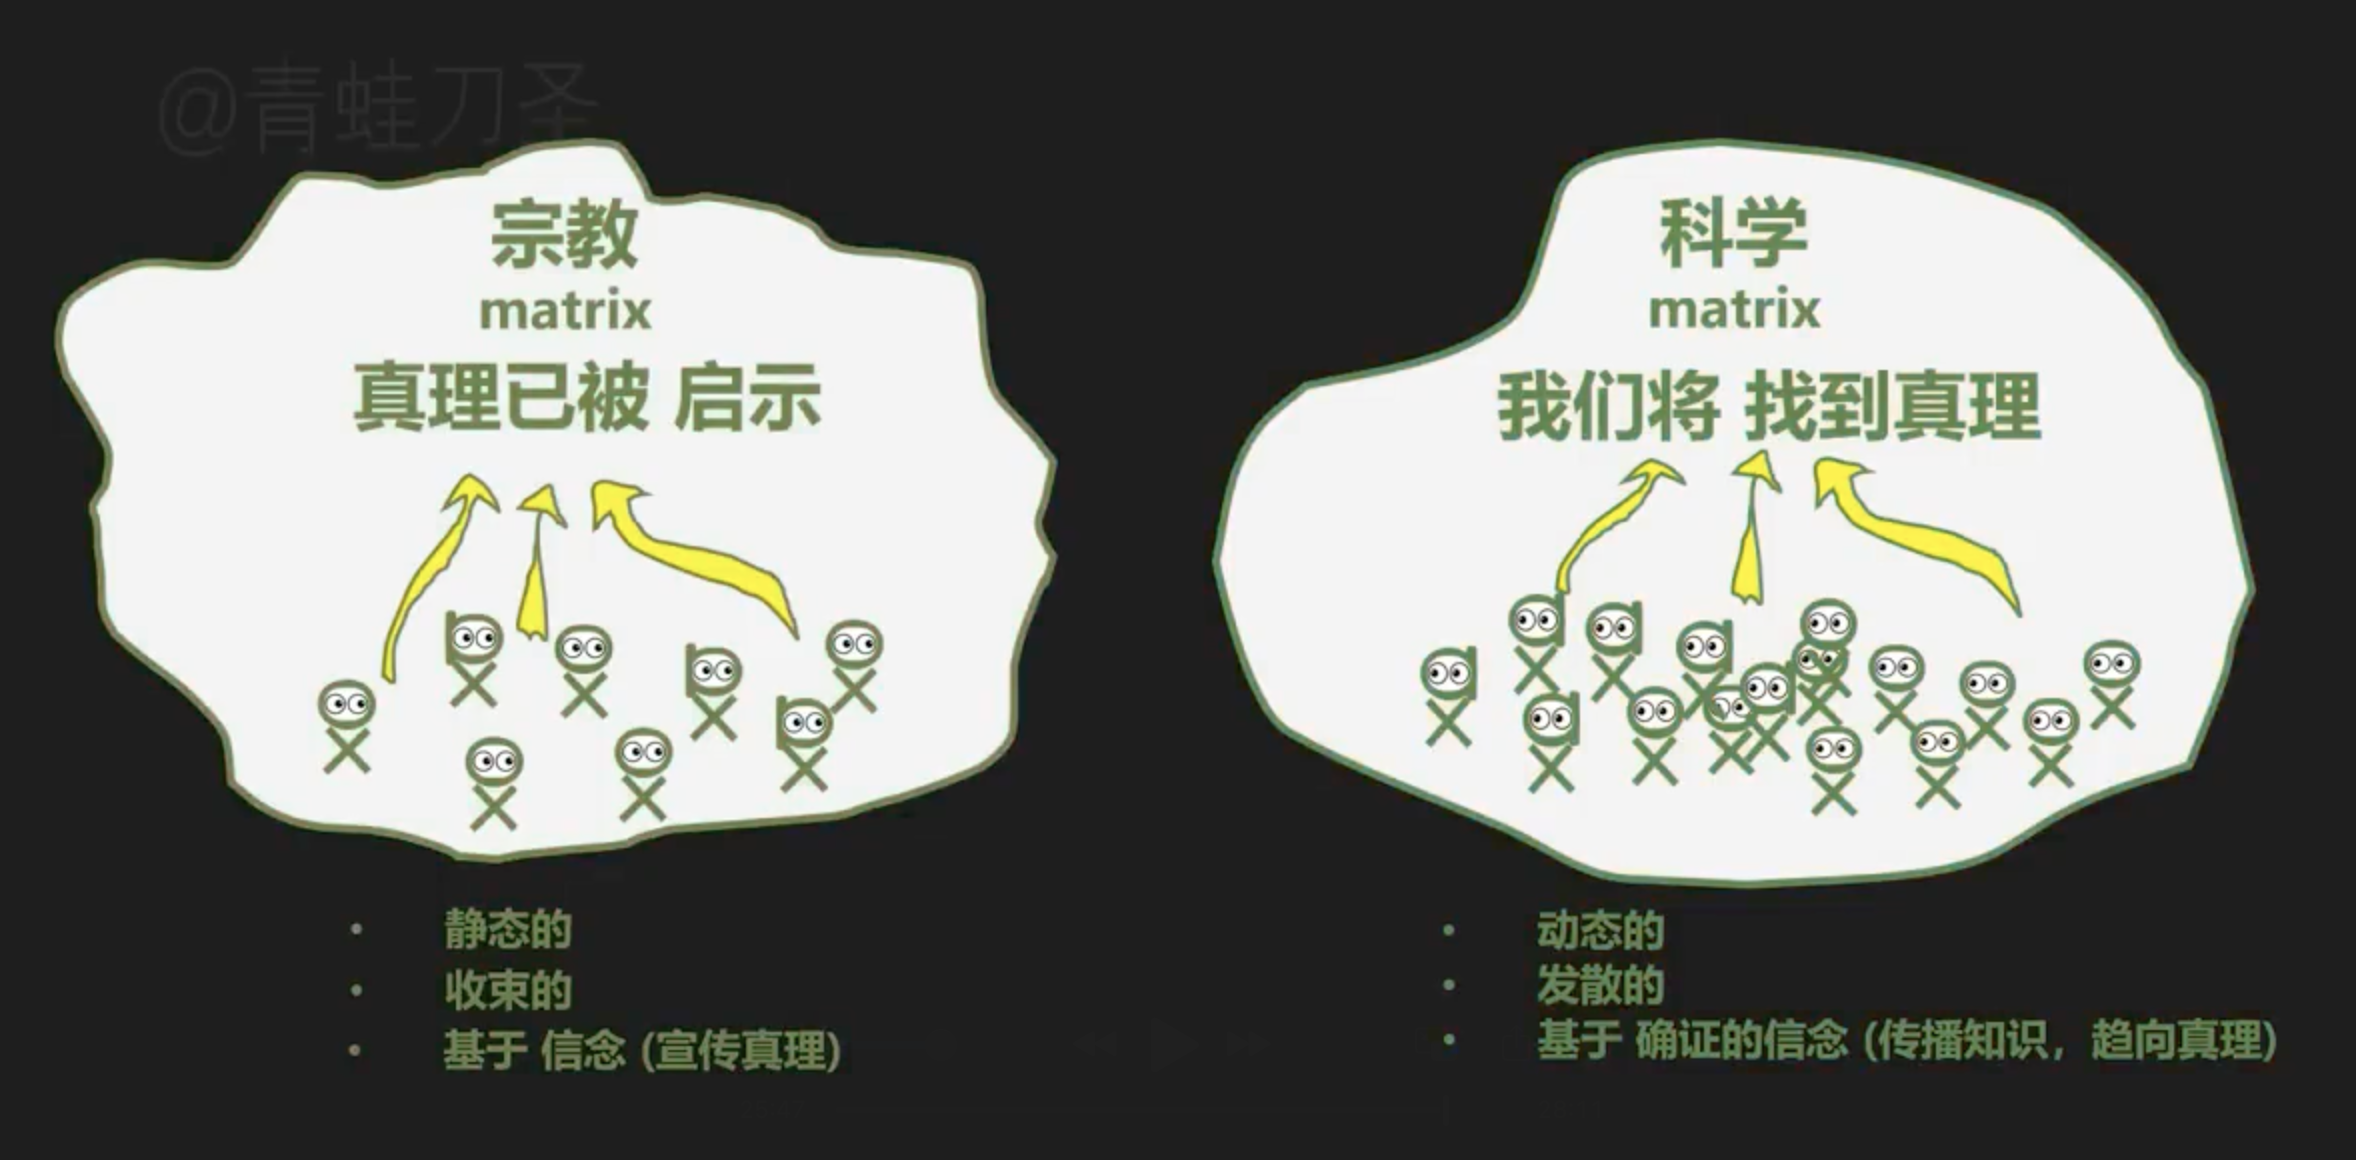 @青蛙刀圣
宗教
matrix
真理已被 启示
• 静态的
• 收束的
• 基于 信念 (宣传真理)
科学
matrix
我们将 找到真理
• 动态的
• 发散的
• 基于 确证的信念 (传播知识，趋向真理)